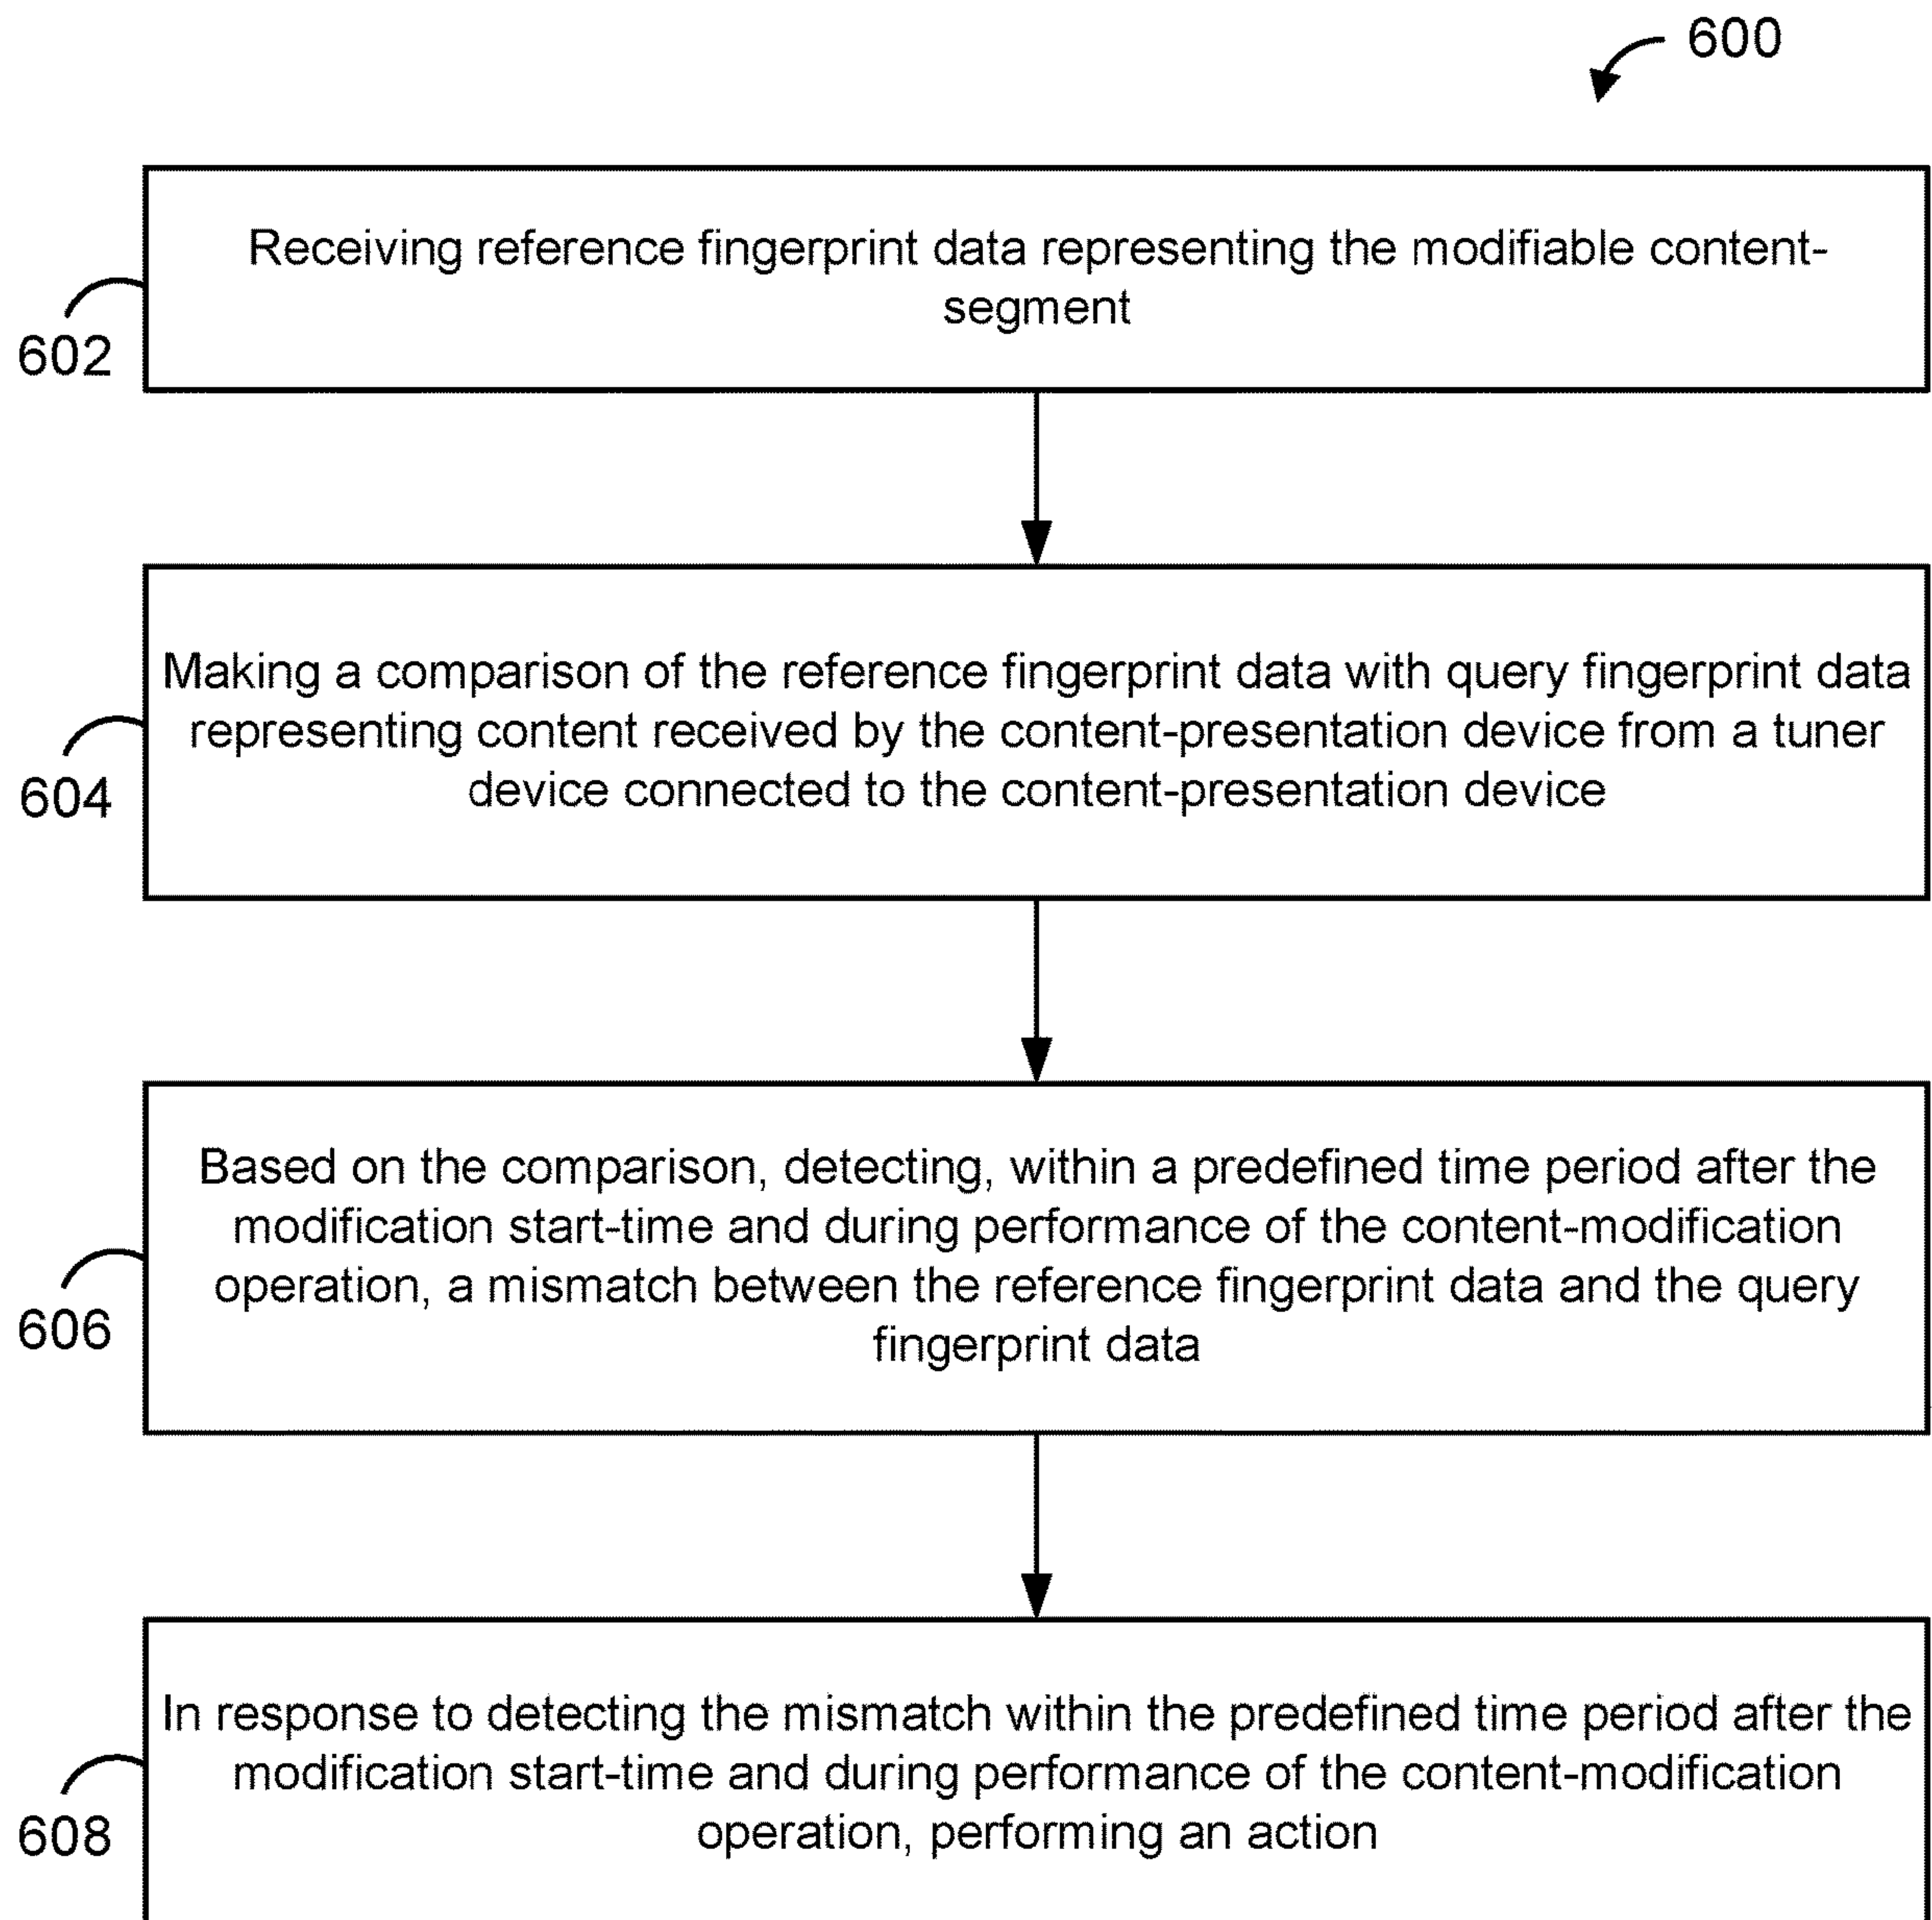 600
Receiving reference fingerprint data representing the modifiable content-
segment
602
Making a comparison of the reference fingerprint data with query fingerprint data
representing content received by the content-presentation device from a tuner
device connected to the content-presentation device
604
Based on the comparison, detecting, within a predefined time period after the
modification start-time and during performance of the content-modification
operation, a mismatch between the reference fingerprint data and the query
fingerprint data
606
In response to detecting the mismatch within the predefined time period after the
modification start-time and during performance of the content-modification
operation, performing an action
608